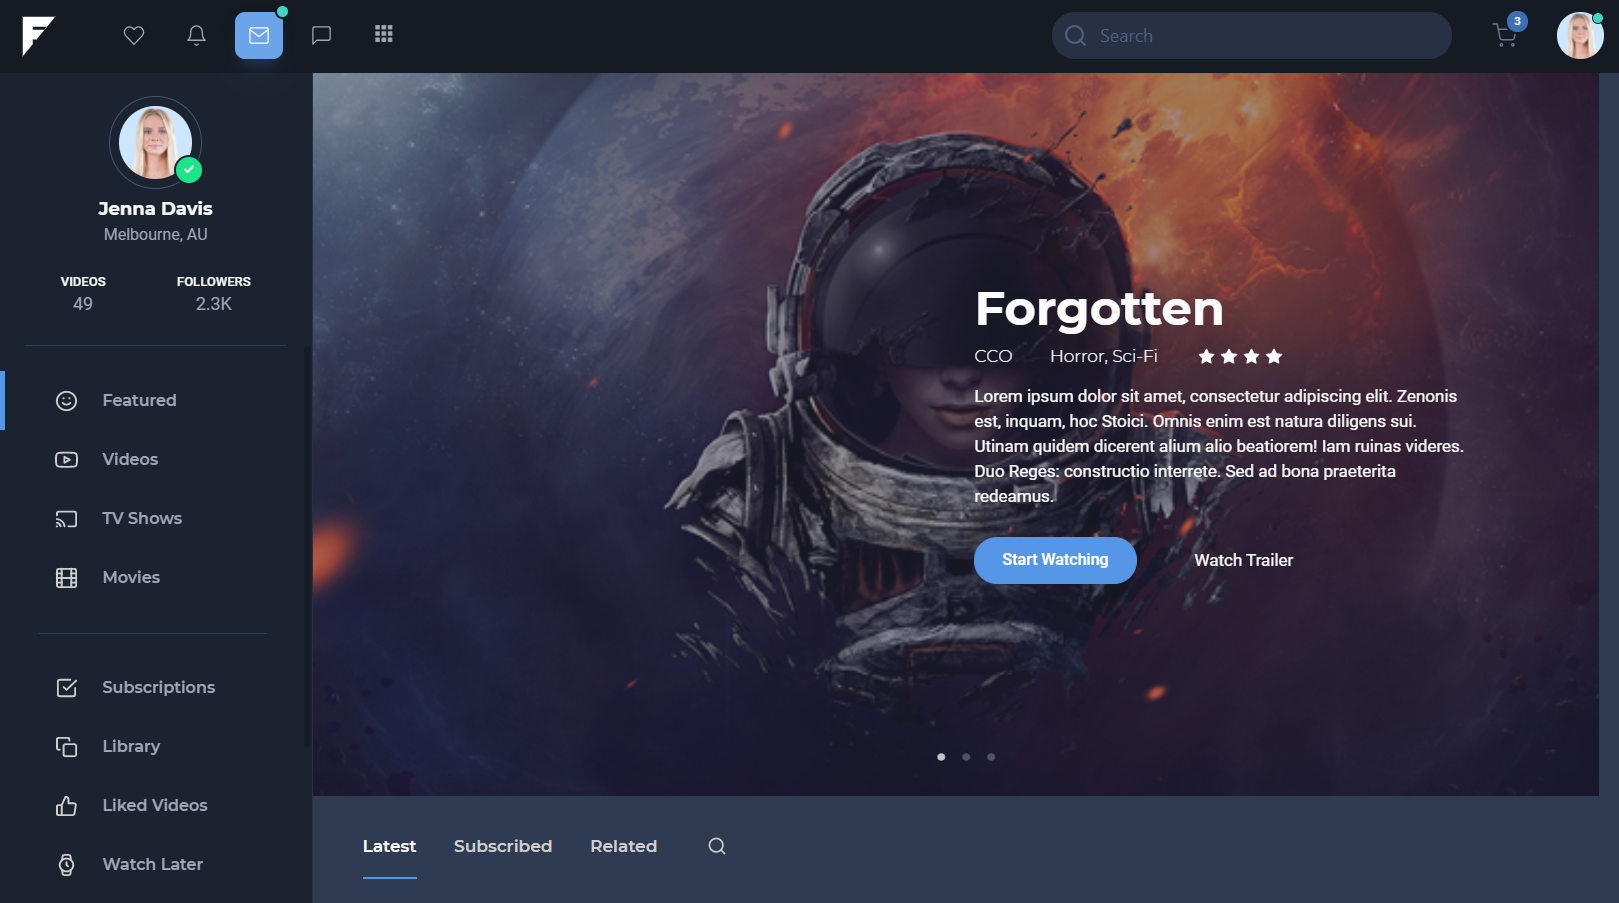 Search
3
Jenna Davis
Melbourne, AU
VIDEOS FOLLOWERS
49 2.3K
Featured
Videos
TV Shows
Movies
Subscriptions
Library
Liked Videos
Watch Later
Forgotten
CCO Horror, Sci-Fi
Lorem ipsum dolor sit amet, consectetur adipiscing elit. Zenonis
est, inquam, hoc Stoici. Omnis enim est natura diligens sui.
Utinam quidem dicerent alium alio beatiorem! Iam ruinas videres.
Duo Reges: constructio interrete. Sed ad bona praeterita
redeamus.
Start Watching Watch Trailer
Latest Subscribed Related